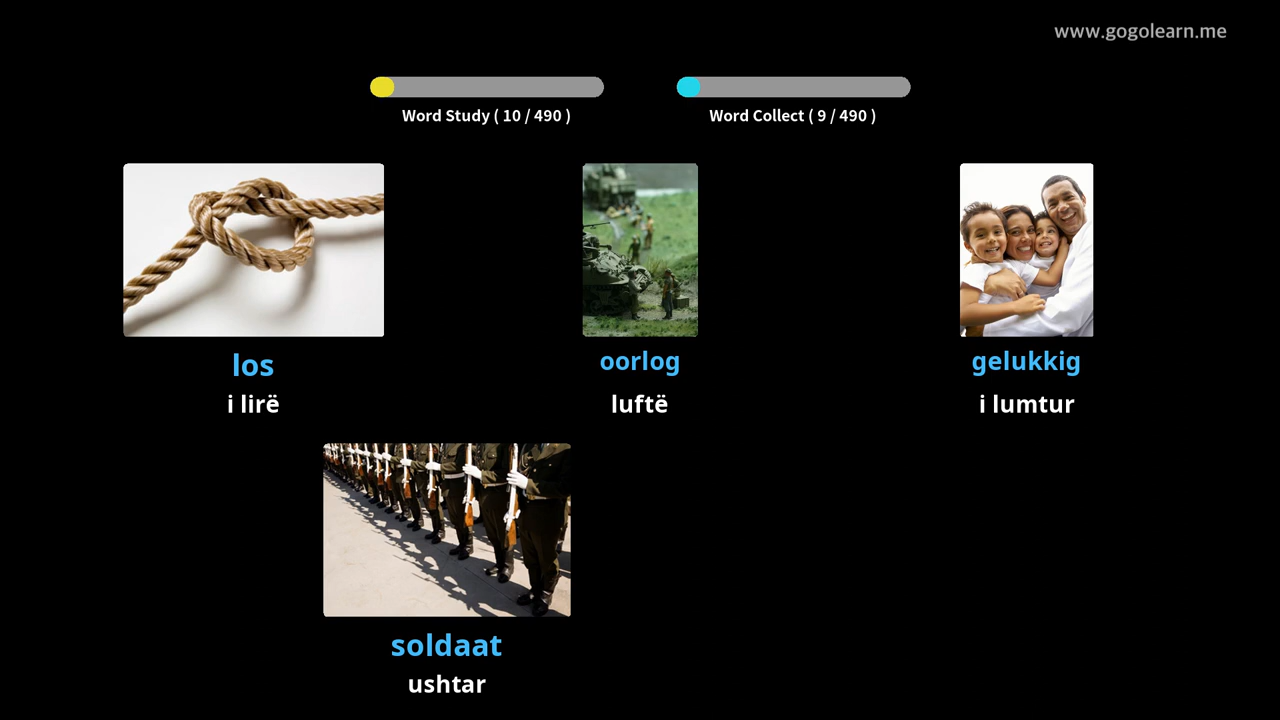 www.gogolearn.me
Word Study ( 10 / 490 )
Word Collect ( 9 / 490 )
los
oorlog
gelukkig
i lirë
luftë
i lumtur
soldaat
ushtar